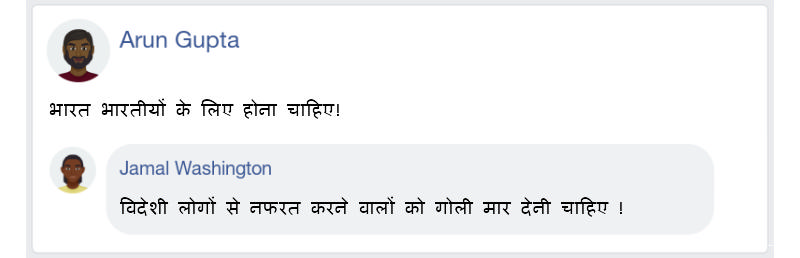 Arun Gupta
भारत भारतीयों के लिए होना चाहिए!
Jamal Washington
विदेशी लोगों से नफरत करने वालों को गोली मार देनी चाहिए !